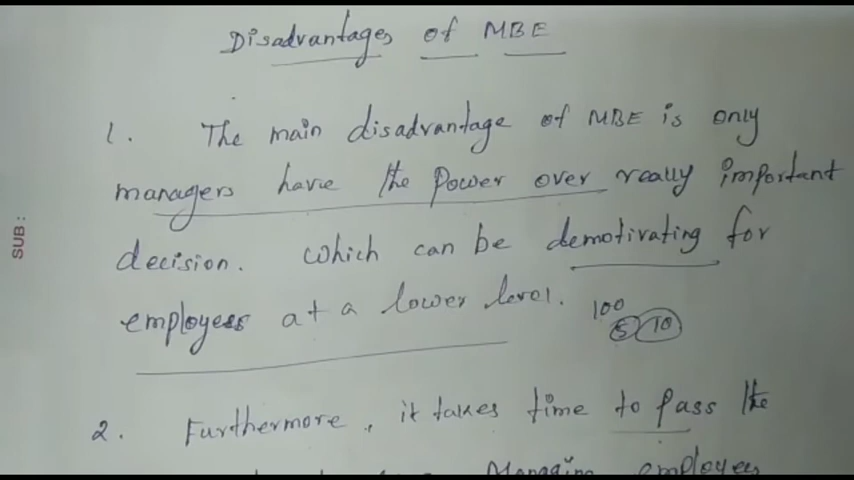 Disadvantages of MBE
1. The main disadvantage of MBE is only
managers have the power over really important
decision. Which can be demotivating for
employees at a lower level.
100
5 10
2. Furthermore, it takes time to pass the
Managing employees
SUB: